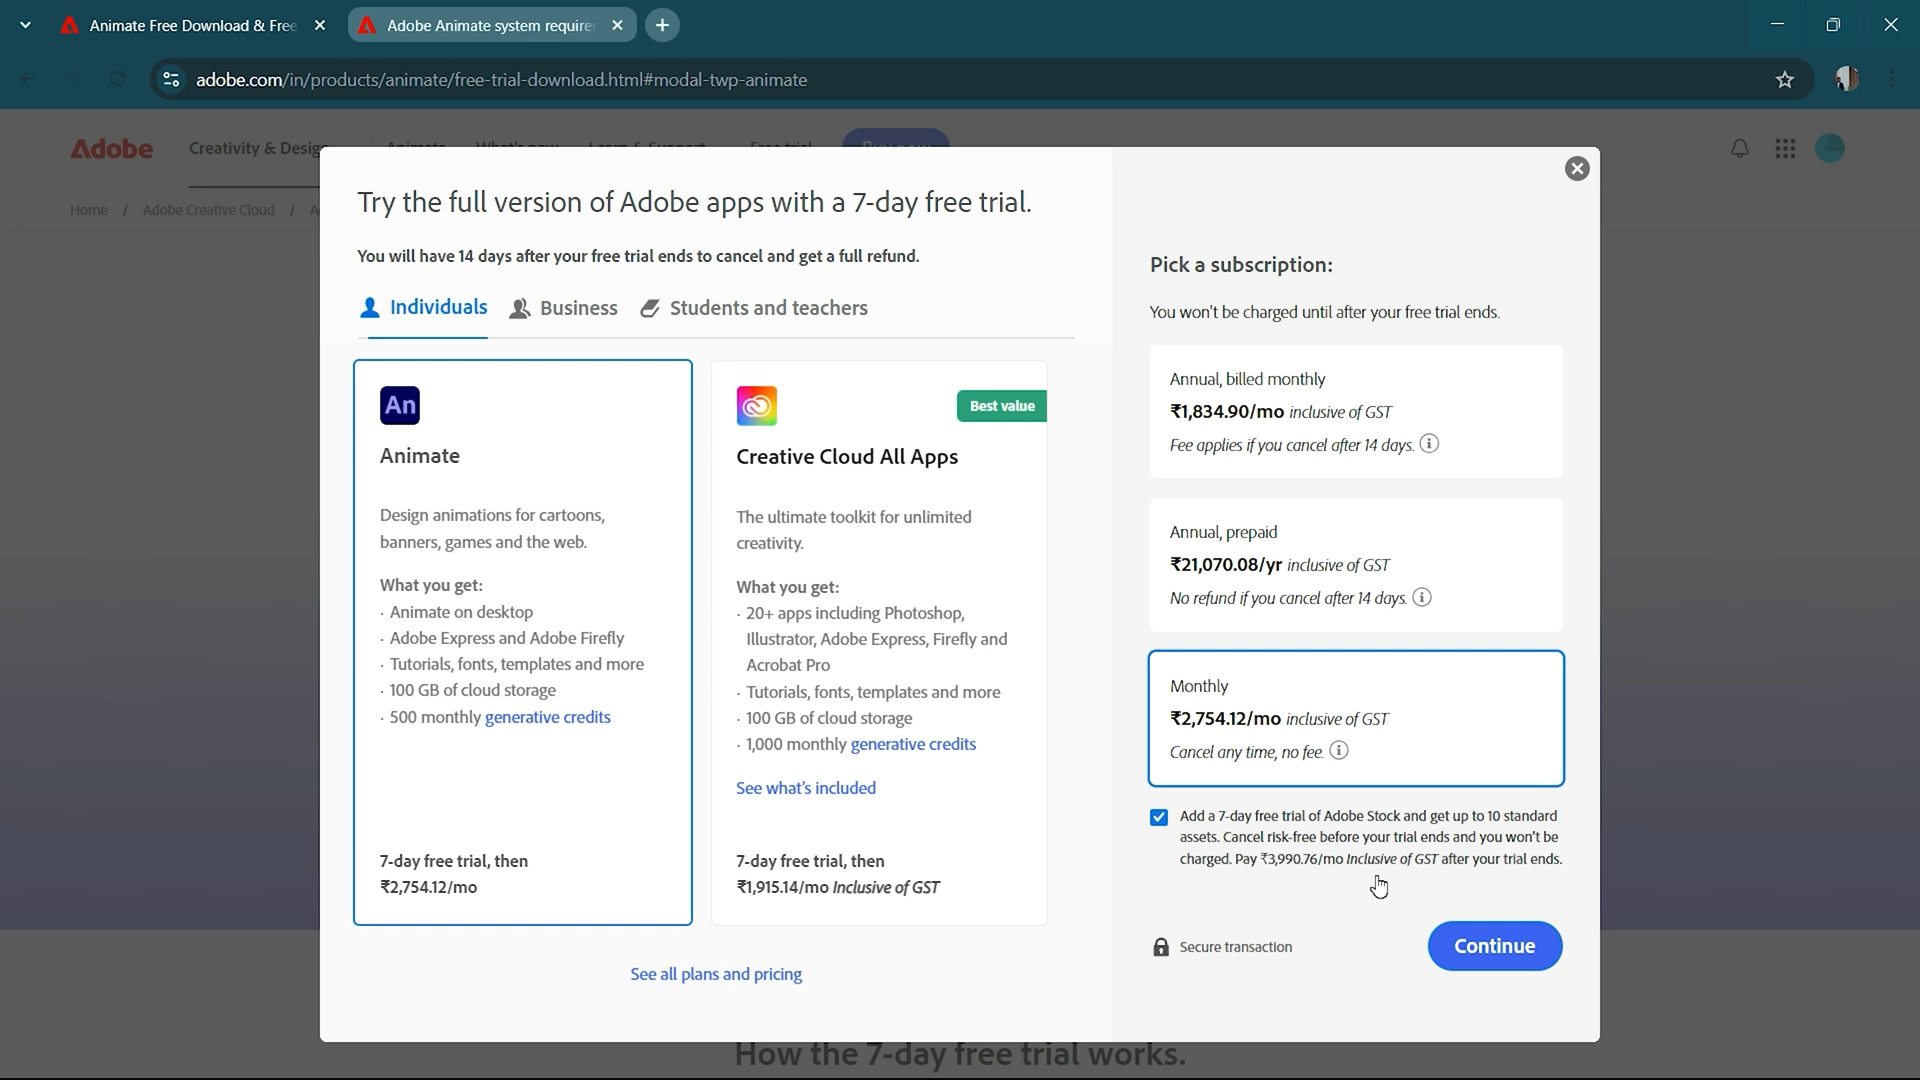 Animate Free Download & Free
Adobe Animate system require
adobe.com/in/products/animate/free-trial-download.html#modal-twp-animate
Adobe
Creativity & Design
Animate What's new Learn & Support Free trial
Home / Adobe Creative Cloud / A
Try the full version of Adobe apps with a 7-day free trial.
You will have 14 days after your free trial ends to cancel and get a full refund.
Individuals Business Students and teachers
An
Animate
Design animations for cartoons,
banners, games and the web.
What you get:
· Animate on desktop
· Adobe Express and Adobe Firefly
· Tutorials, fonts, templates and more
· 100 GB of cloud storage
· 500 monthly generative credits
7-day free trial, then
₹2,754.12/mo
Best value
Creative Cloud All Apps
The ultimate toolkit for unlimited
creativity.
What you get:
· 20+ apps including Photoshop,
Illustrator, Adobe Express, Firefly and
Acrobat Pro
· Tutorials, fonts, templates and more
· 100 GB of cloud storage
· 1,000 monthly generative credits
See what's included
7-day free trial, then
₹1,915.14/mo Inclusive of GST
See all plans and pricing
Pick a subscription:
You won't be charged until after your free trial ends.
Annual, billed monthly
₹1,834.90/mo inclusive of GST
Fee applies if you cancel after 14 days.
Annual, prepaid
₹21,070.08/yr inclusive of GST
No refund if you cancel after 14 days.
Monthly
₹2,754.12/mo inclusive of GST
Cancel any time, no fee.
Add a 7-day free trial of Adobe Stock and get up to 10 standard
assets. Cancel risk-free before your trial ends and you won't be
charged. Pay ₹3,990.76/mo Inclusive of GST after your trial ends.
Secure transaction
Continue
How the 7-day free trial works.